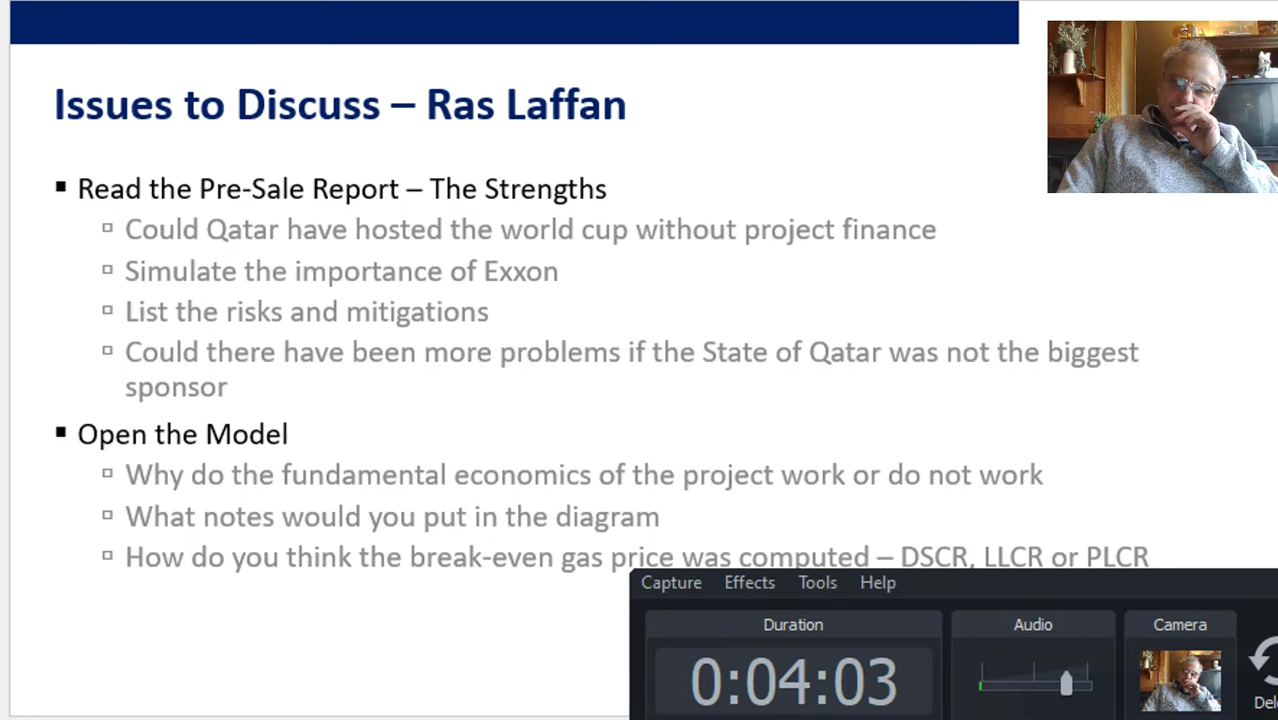 Issues to Discuss – Ras Laffan
Read the Pre-Sale Report – The Strengths
Could Qatar have hosted the world cup without project finance
Simulate the importance of Exxon
List the risks and mitigations
Could there have been more problems if the State of Qatar was not the biggest
sponsor
Open the Model
Why do the fundamental economics of the project work or do not work
What notes would you put in the diagram
How do you think the break-even gas price was computed – DSCR, LLCR or PLCR
Capture Effects Tools Help
Duration Audio Camera
0:04:03